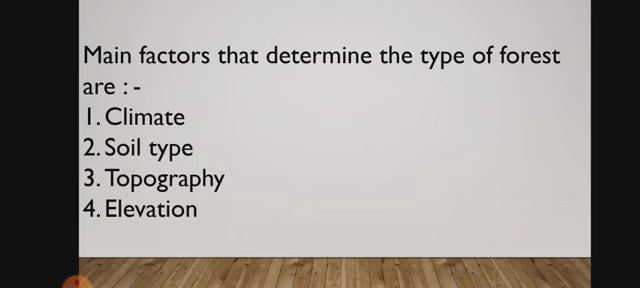 Main factors that determine the type of forest
are : -
1. Climate
2. Soil type
3. Topography
4. Elevation